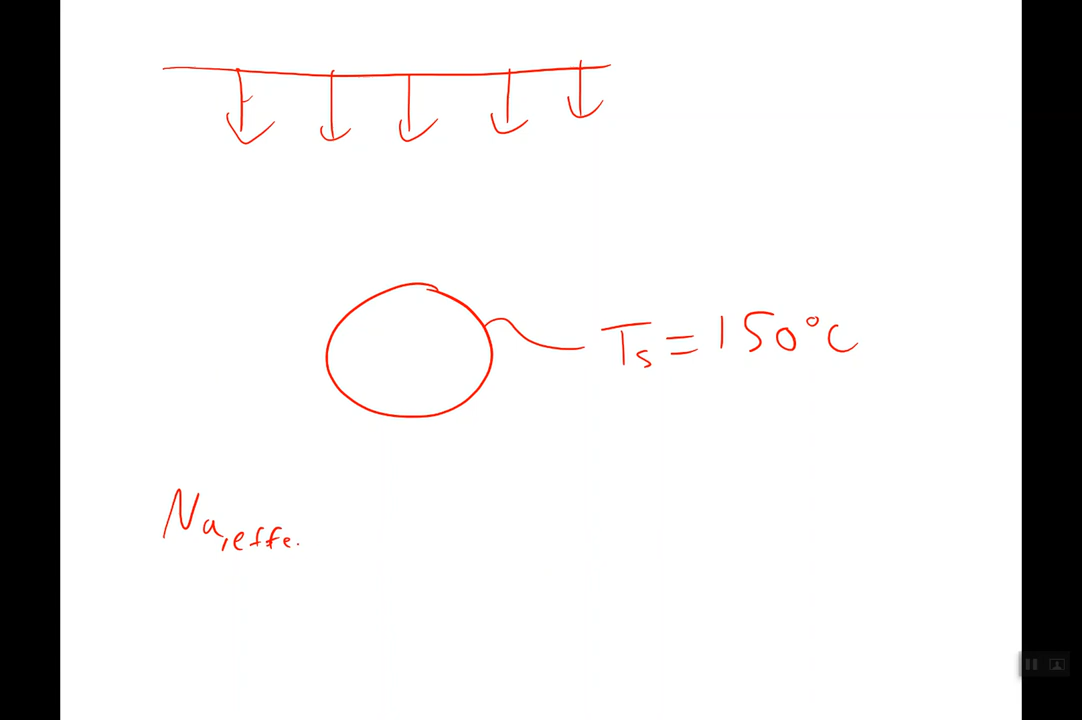 Ts = 150°C
Nu,effe.